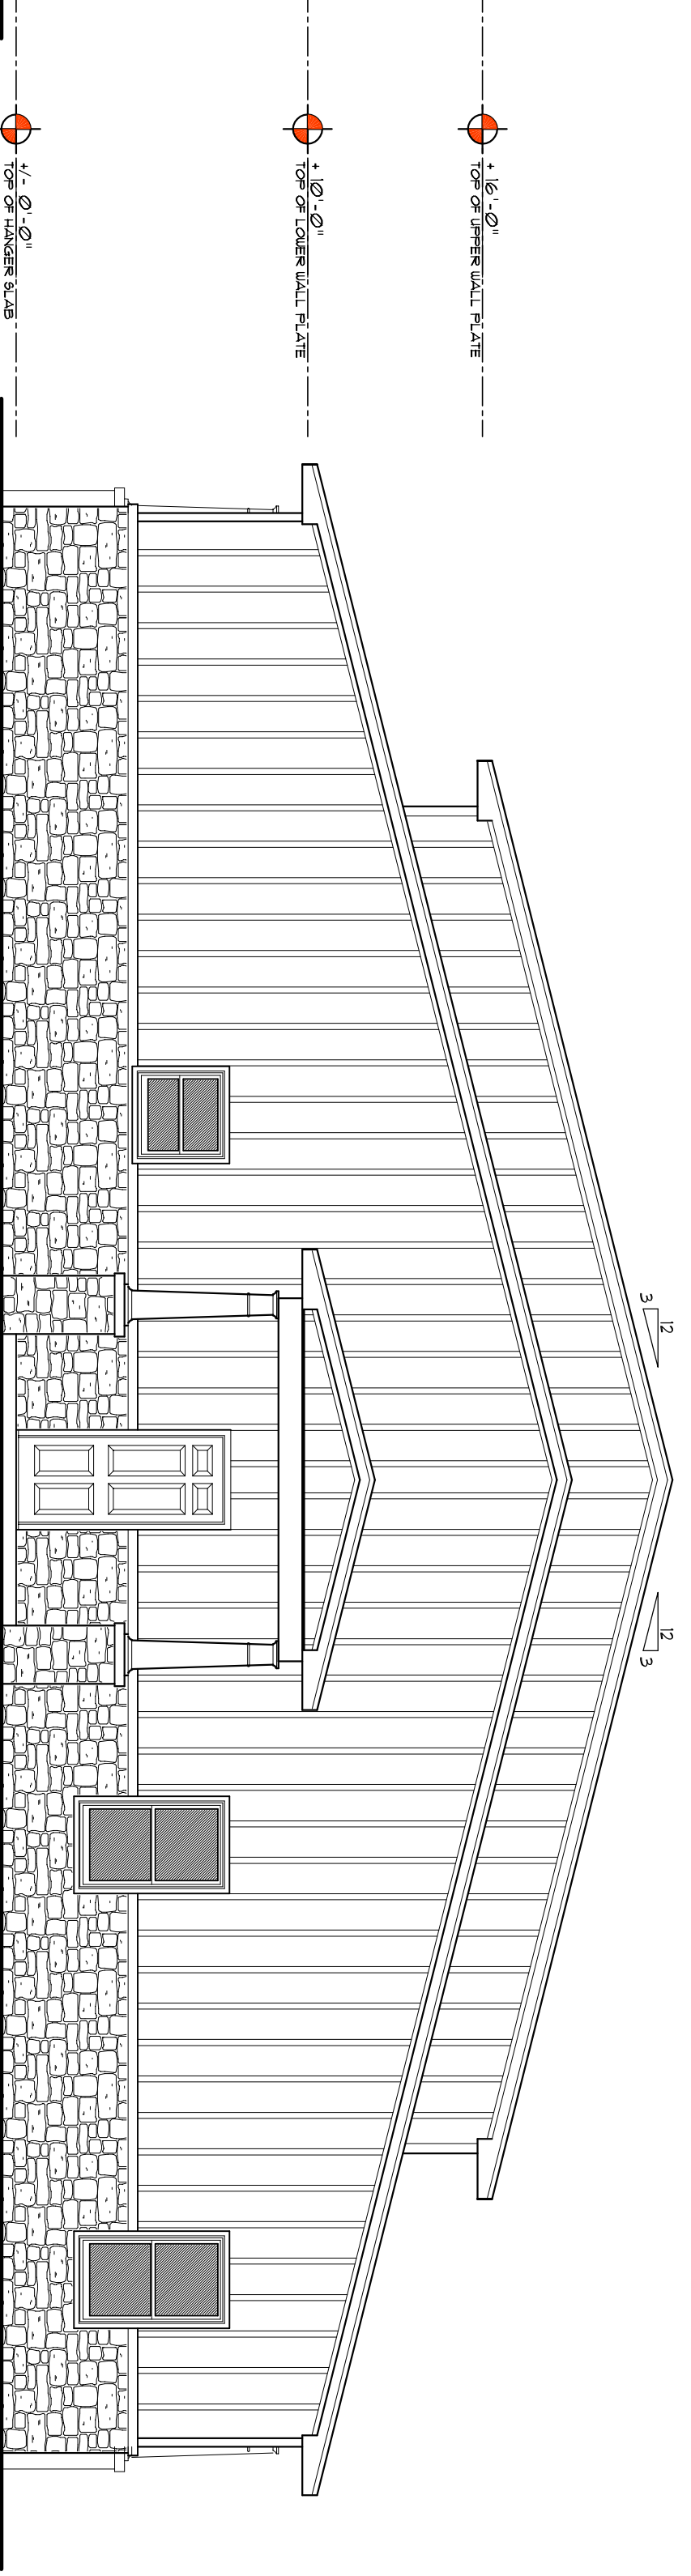 + 16'-0"
TOP OF UPPER WALL PLATE
+ 10'-0"
TOP OF LOWER WALL PLATE
+/- 0'-0"
TOP OF HANGER SLAB
12
3
12
3